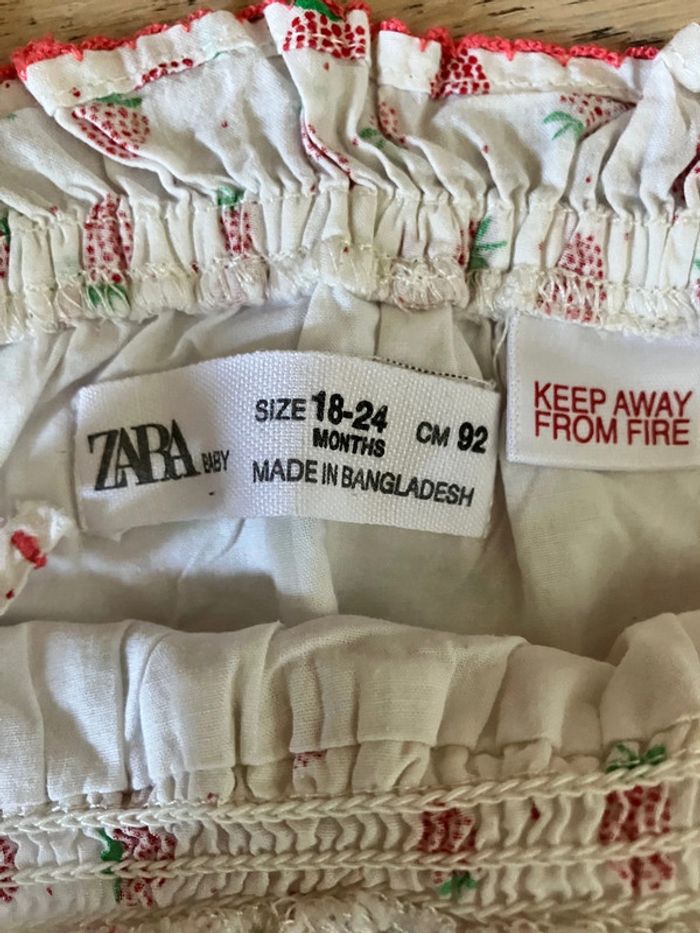 ZARA BABY
SIZE 18-24
MONTHS
CM 92
MADE IN BANGLADESH
KEEP AWAY
FROM FIRE